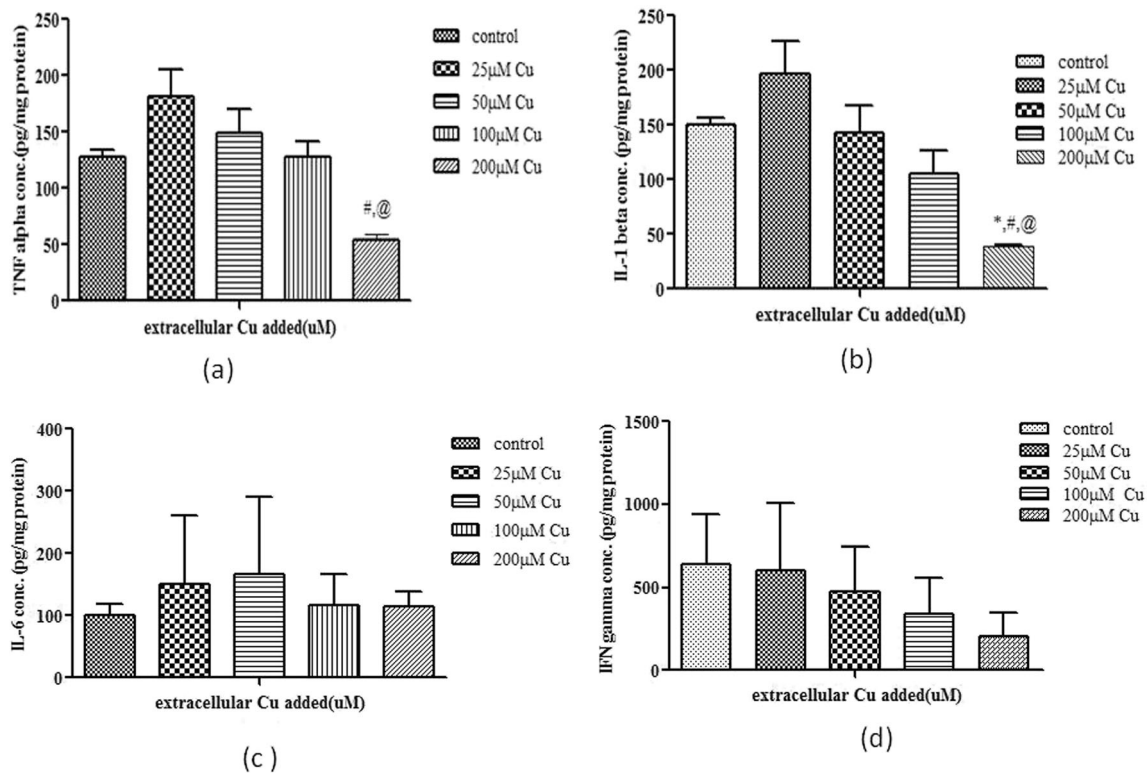 TNF alpha conc.(pg/mg protein)
250
200
150
100
50
0
control
25μM Cu
50μM Cu
100μM Cu
200μM Cu
#,@
extracellular Cu added(uM)
(a)
IL-1 beta conc. (pg/mg protein)
250
200
150
100
50
0
control
25μM Cu
50μM Cu
100μM Cu
200μM Cu
*,#,@
extracellular Cu added(uM)
(b)
IL-6 conc. (pg/mg protein)
400
300
200
100
0
control
25μM Cu
50μM Cu
100μM Cu
200μM Cu
extracellular Cu added(uM)
(c )
IFN gamma conc. (pg/mg protein)
1500
1000
500
0
control
25μM Cu
50μM Cu
100μM Cu
200μM Cu
extracellular Cu added(uM)
(d)